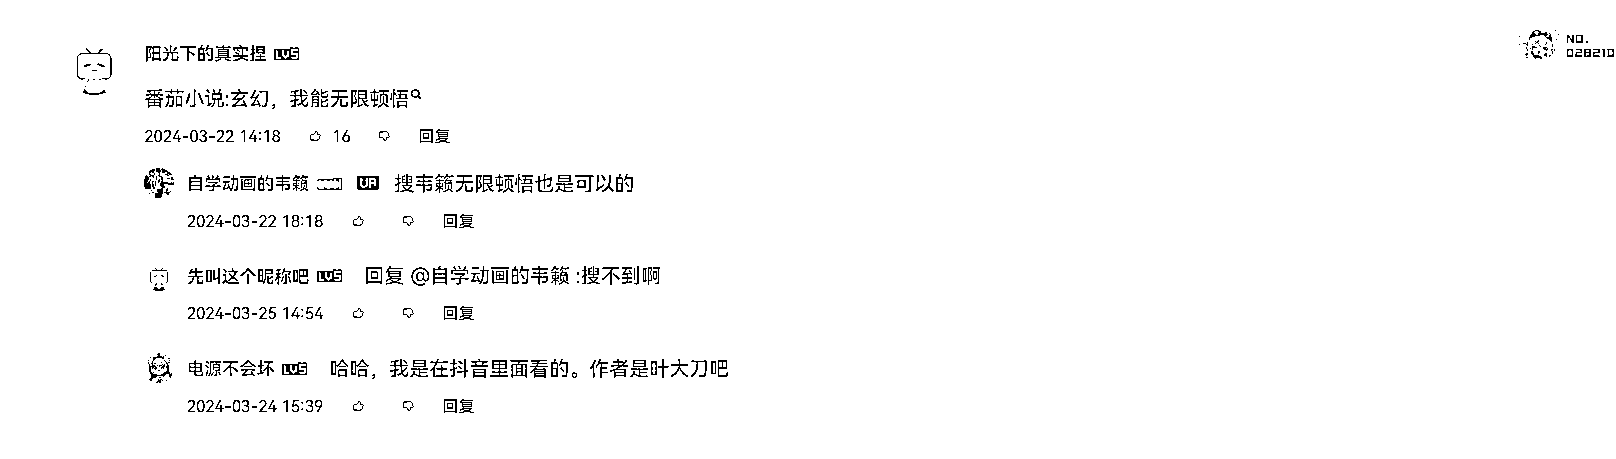 阳光下的真实捏 LV5
NO.
028210
番茄小说:玄幻，我能无限顿悟
2024-03-22 14:18 16 回复
自学动画的韦籁 UP 搜韦籁无限顿悟也是可以的
2024-03-22 18:18 回复
先叫这个昵称吧 LV5 回复 @自学动画的韦籁 :搜不到啊
2024-03-25 14:54 回复
电源不会坏 LV5 哈哈，我是在抖音里面看的。作者是叶大刀吧
2024-03-24 15:39 回复